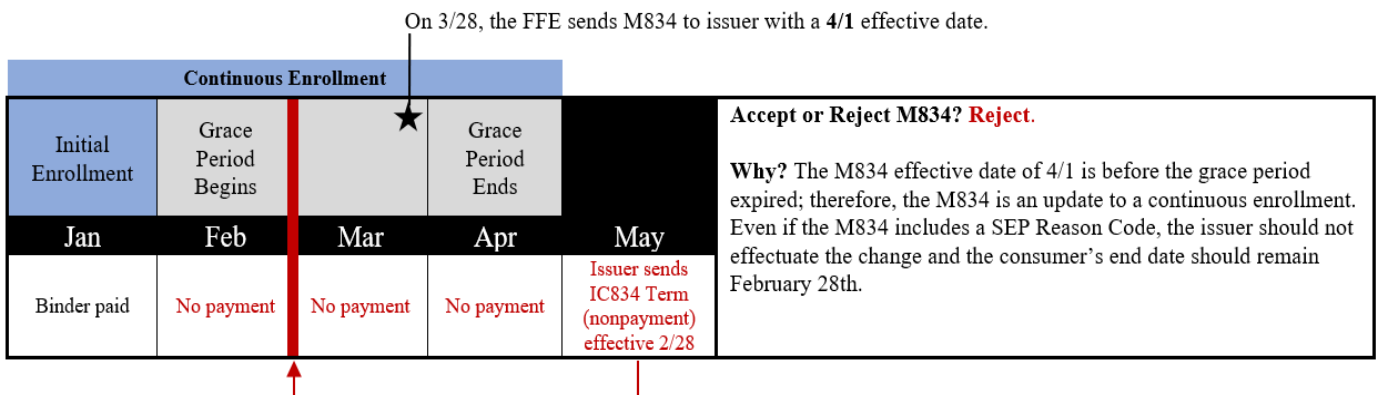 On 3/28, the FFE sends M834 to issuer with a 4/1 effective date.
Continuous Enrollment
Initial
Enrollment
Grace
Period
Begins
Grace
Period
Ends
Jan
Feb
Mar
Apr
May
Binder paid
No payment
No payment
No payment
Issuer sends
IC834 Term
(nonpayment)
effective 2/28
Accept or Reject M834? Reject.
Why? The M834 effective date of 4/1 is before the grace period
expired; therefore, the M834 is an update to a continuous enrollment.
Even if the M834 includes a SEP Reason Code, the issuer should not
effectuate the change and the consumer’s end date should remain
February 28th.